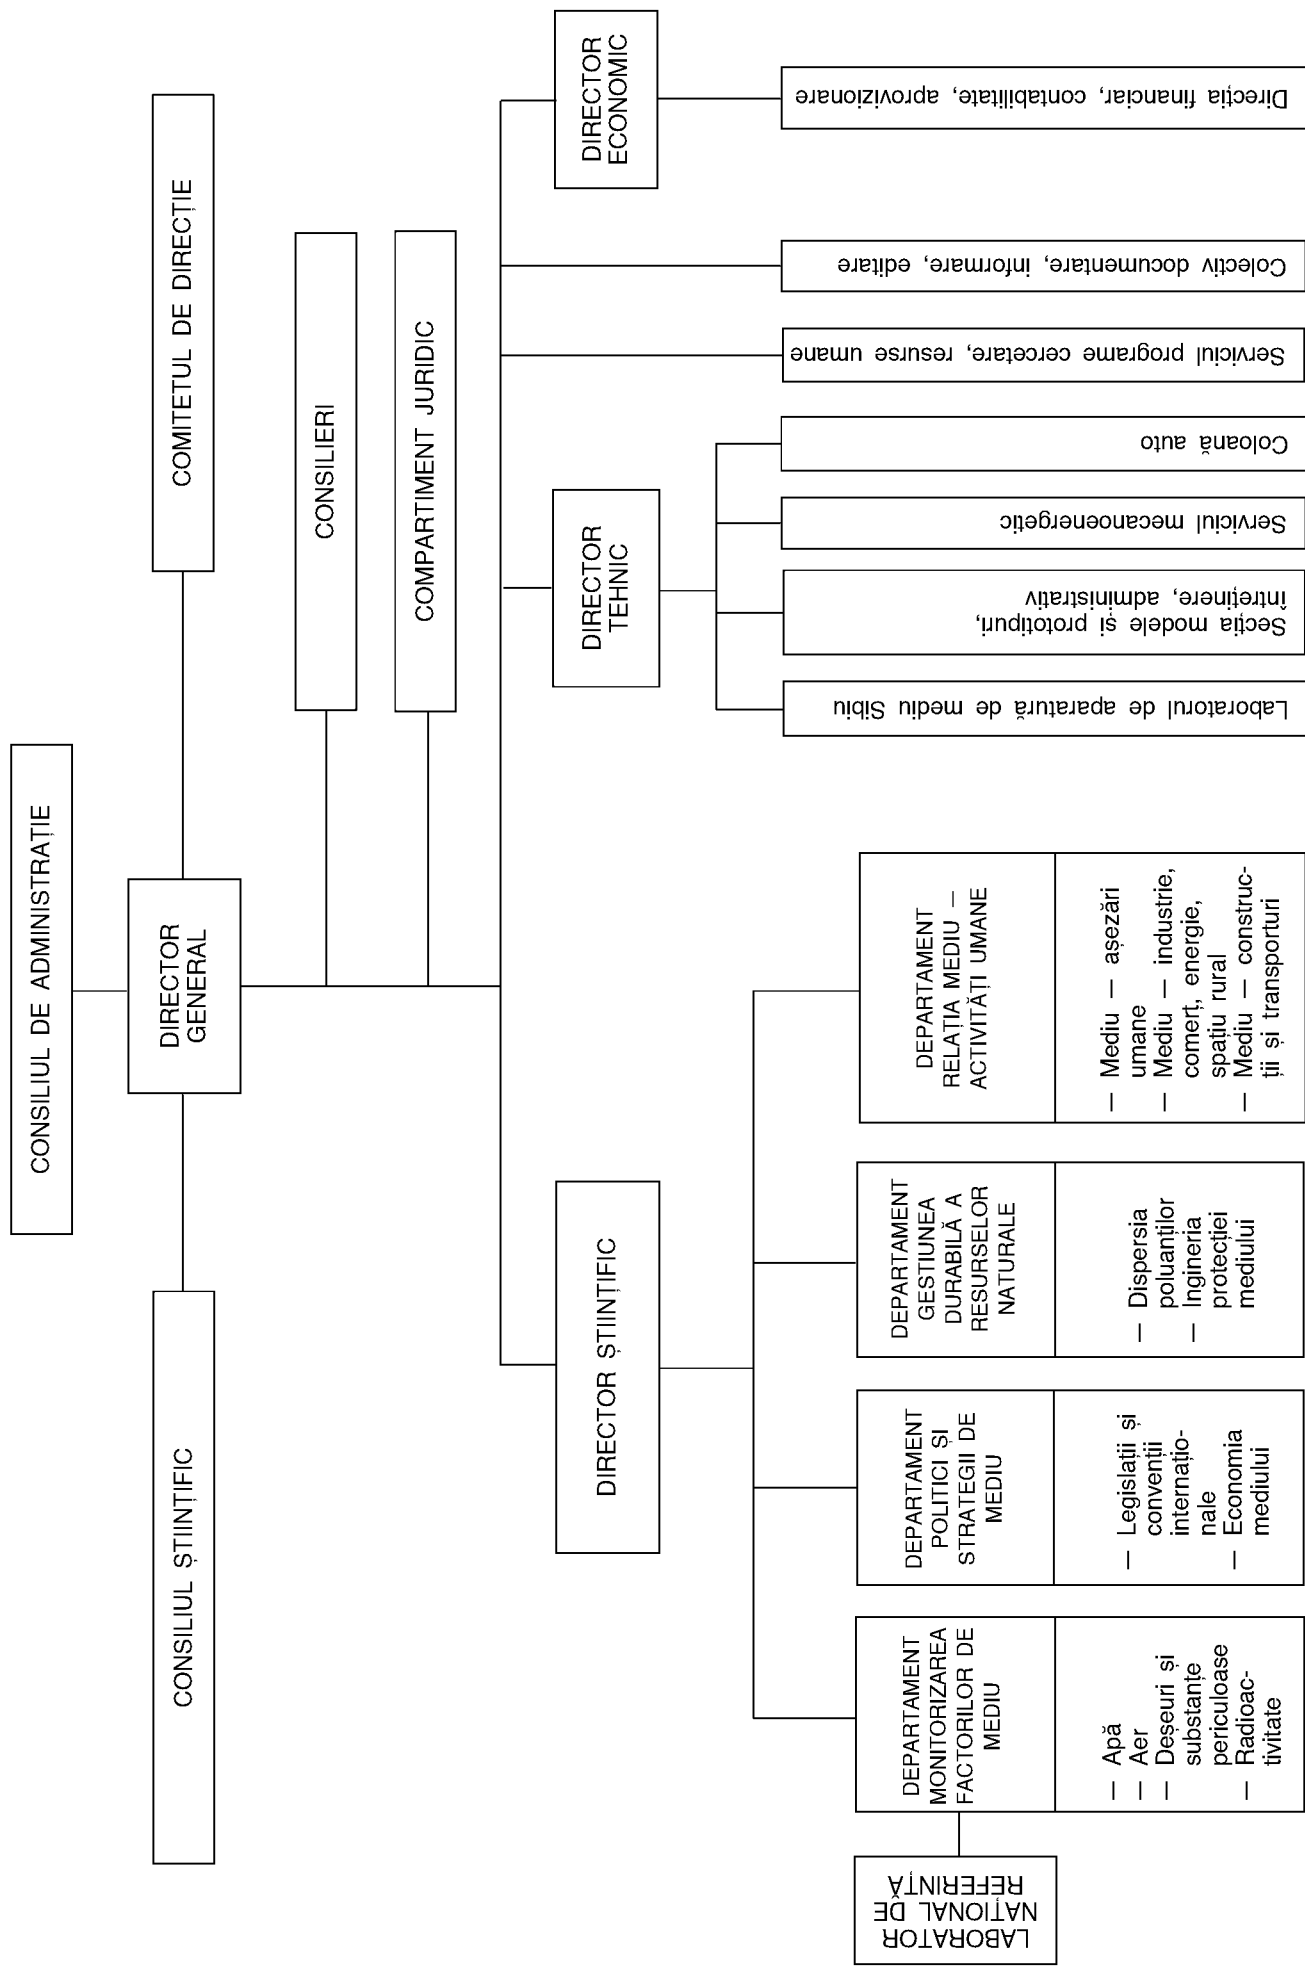 CONSILIUL DE ADMINISTRAȚIE
CONSILIUL ȘTIINȚIFIC
DIRECTOR
GENERAL
COMITETUL DE DIRECȚIE
CONSILIERI
COMPARTIMENT JURIDIC
DIRECTOR ȘTIINȚIFIC
DIRECTOR
TEHNIC
DIRECTOR
ECONOMIC
LABORATOR
NAȚIONAL DE
REFERINȚĂ
DEPARTAMENT
MONITORIZAREA
FACTORILOR DE
MEDIU
— Apă
— Aer
— Deșeuri și
substanțe
periculoase
— Radioac-
tivitate
DEPARTAMENT
POLITICI ȘI
STRATEGII DE
MEDIU
— Legislații și
convenții
internațio-
nale
— Economia
mediului
DEPARTAMENT
GESTIUNEA
DURABILĂ A
RESURSELOR
NATURALE
— Dispersia
poluanților
— Ingineria
protecției
mediului
DEPARTAMENT
RELAȚIA MEDIU —
ACTIVITĂȚI UMANE
— Mediu — așezări
umane
— Mediu — industrie,
comerț, energie,
spațiu rural
— Mediu — construc-
ții și transporturi
Laboratorul de aparatură de mediu Sibiu
Secția modele și prototipuri,
întreținere, administrativ
Serviciul mecanoenergetic
Coloană auto
Serviciul programe cercetare, resurse umane
Colectiv documentare, informare, editare
Direcția financiar, contabilitate, aprovizionare